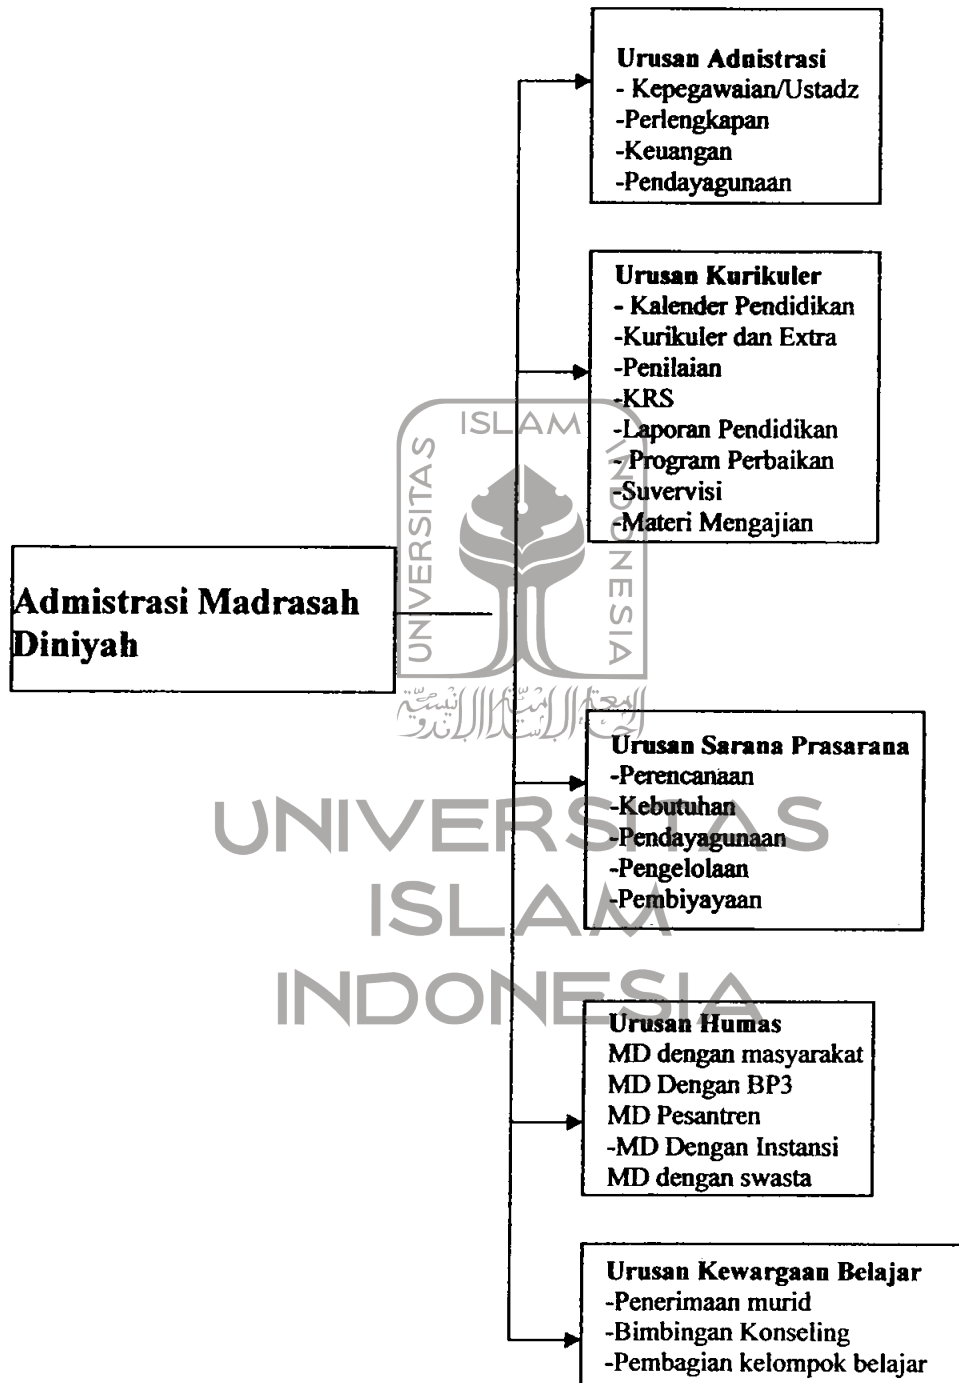 Urusan Adnistrasi
- Kepegawaian/Ustadz
-Perlengkapan
-Keuangan
-Pendayagunaan
Urusan Kurikuler
- Kalender Pendidikan
-Kurikuler dan Extra
-Penilaian
-KRS
-Laporan Pendidikan
- Program Perbaikan
-Suvervisi
-Materi Mengajian
Admistrasi Madrasah
Diniyah
UNIVERSITAS
ISLAM
INDONESIA
Urusan Sarana Prasarana
-Perencanaan
-Kebutuhan
-Pendayagunaan
-Pengelolaan
-Pembiyayaan
UNIVERSITAS
ISLAM
INDONESIA
Urusan Humas
MD dengan masyarakat
MD Dengan BP3
MD Pesantren
-MD Dengan Instansi
MD dengan swasta
Urusan Kewargaan Belajar
-Penerimaan murid
-Bimbingan Konseling
-Pembagian kelompok belajar